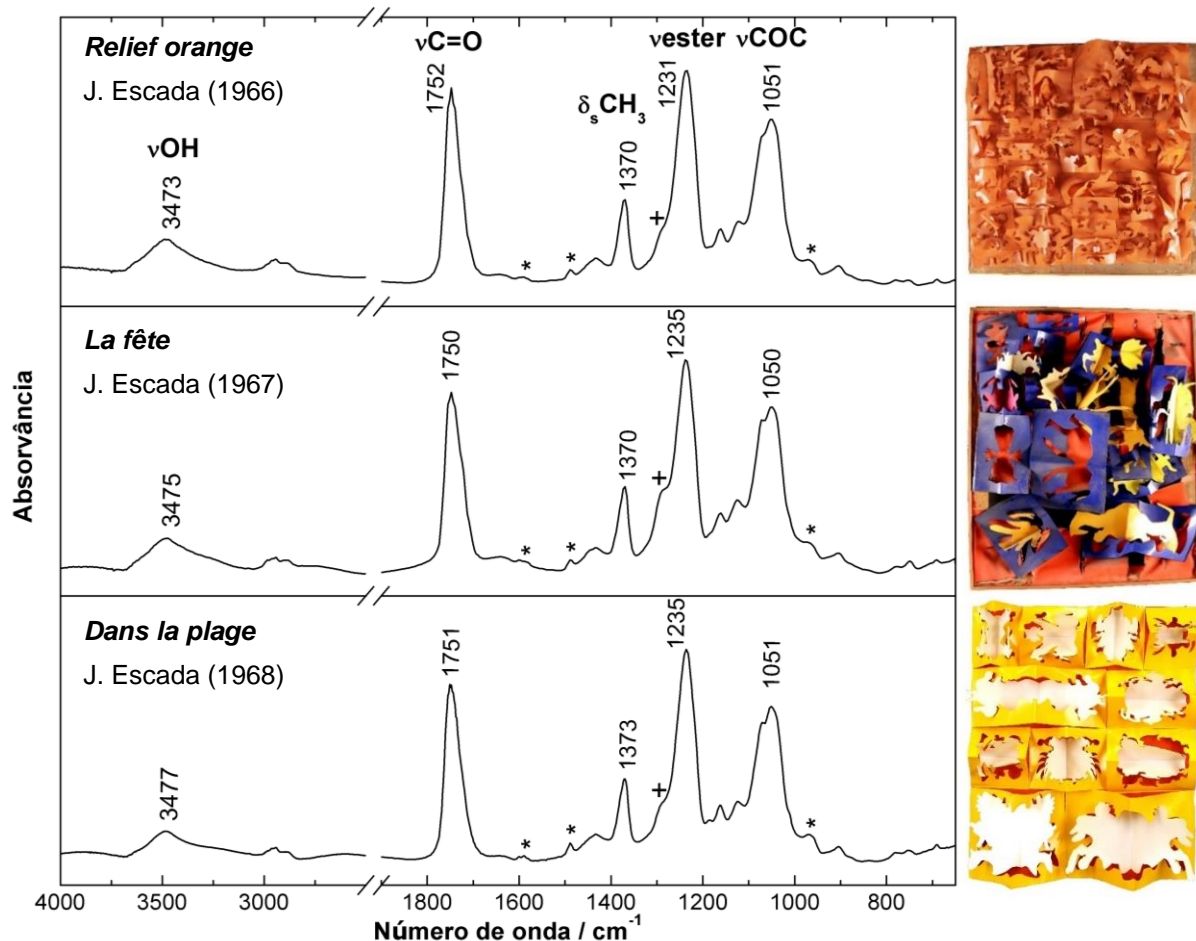 νC=O
νester νCOC
δsCH3
νOH
Relief orange
J. Escada (1966)
3473
1752
1370
+
1231
1051
*
*
*
La fête
J. Escada (1967)
3475
1750
1370
+
1235
1050
*
*
*
Dans la plage
J. Escada (1968)
3477
1751
1373
+
1235
1051
*
*
*
Absorvância
4000 3500 3000 1800 1600 1400 1200 1000 800
Número de onda / cm-1